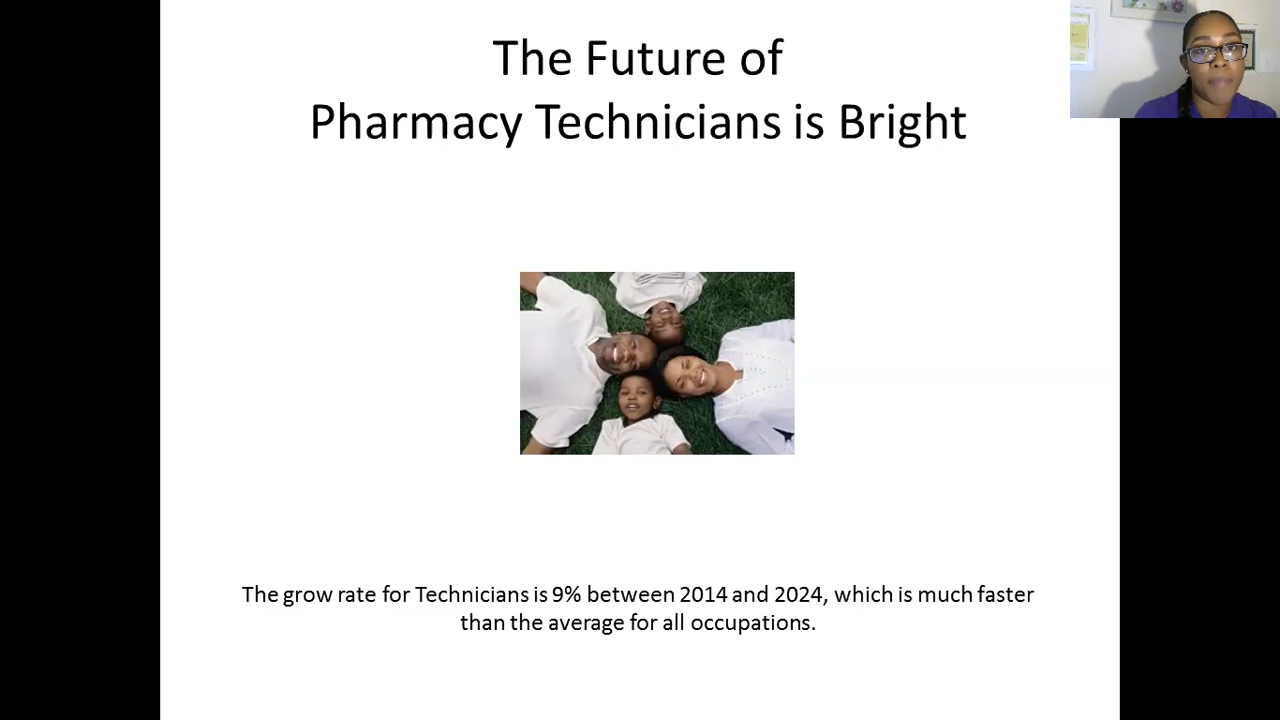 The Future of
Pharmacy Technicians is Bright
The grow rate for Technicians is 9% between 2014 and 2024, which is much faster
than the average for all occupations.